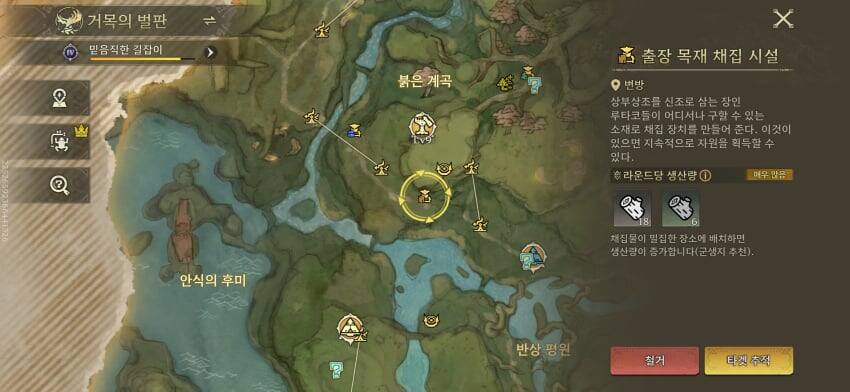 거목의 벌판
IV 믿음직한 길잡이
붉은 계곡
Lv9
안식의 후미
반상 평원
출장 목재 채집 시설
번방
상부상조를 신조로 삼는 장인
루타코들이 어디서나 구할 수 있는
소재로 채집 장치를 만들어 준다. 이것이
있으면 지속적으로 자원을 획득할 수
있다.
라운드당 생산량
매우 많음
18
6
채집물이 밀집한 장소에 배치하면
생산량이 증가합니다(군생지 추천).
철거
타겟 추적